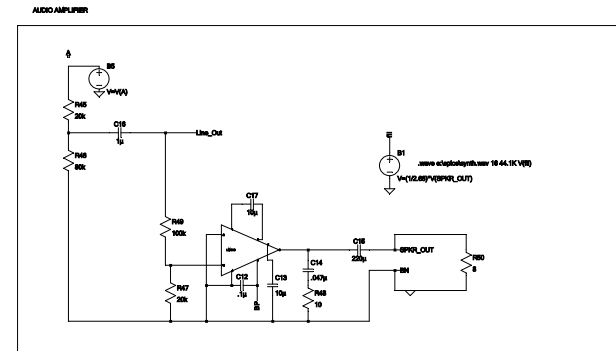 AUDIO AMPLIFIER
A
B5
V=V(A)
R45
20k
C16
1µ
Line_Out
R46
80k
B1
.wave e:\spice\synth.wav 16 44.1K V(fil)
V=(1/2.65)*V(SPKR_OUT)
C17
10µ
R49
100k
C15
220µ
SPKR_OUT
R50
8
C14
.047µ
C12
.1µ
C13
10µ
R47
20k
R48
10